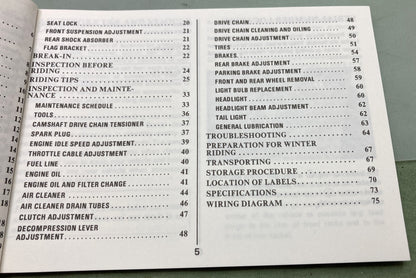 SEAT LOCK 20
FRONT SUSPENSION ADJUSTMENT 21
REAR SHOCK ABSORBER 21
FLAG BRACKET 22
BREAK-IN 22
INSPECTION BEFORE
RIDING 24
RIDING TIPS 25
INSPECTION AND MAINTE-
NANCE 33
MAINTENANCE SCHEDULE 33
TOOLS 36
CAMSHAFT DRIVE CHAIN TENSIONER 37
SPARK PLUG 37
ENGINE IDLE SPEED ADJUSTMENT 39
THROTTLE CABLE ADJUSTMENT 40
FUEL LINE 40
ENGINE OIL 41
ENGINE OIL AND FILTER CHANGE 41
AIR CLEANER 44
AIR CLEANER DRAIN TUBES 46
CLUTCH ADJUSTMENT 47
DECOMPRESSION LEVER
ADJUSTMENT 48
DRIVE CHAIN 48
DRIVE CHAIN CLEANING AND OILING 49
DRIVE CHAIN ADJUSTMENT 50
TIRES 51
BRAKES 54
REAR BRAKE ADJUSTMENT 57
PARKING BRAKE ADJUSTMENT 58
FRONT AND REAR WHEEL REMOVAL 59
LIGHT BULB REPLACEMENT 60
HEADLIGHT 60
HEADLIGHT BEAM ADJUSTMENT 62
TAIL LIGHT 62
GENERAL LUBRICATION 63
TROUBLESHOOTING 64
PREPARATION FOR WINTER
RIDING 67
TRANSPORTING 67
STORAGE PROCEDURE 69
LOCATION OF LABELS 70
SPECIFICATIONS 73
WIRING DIAGRAM 75
5